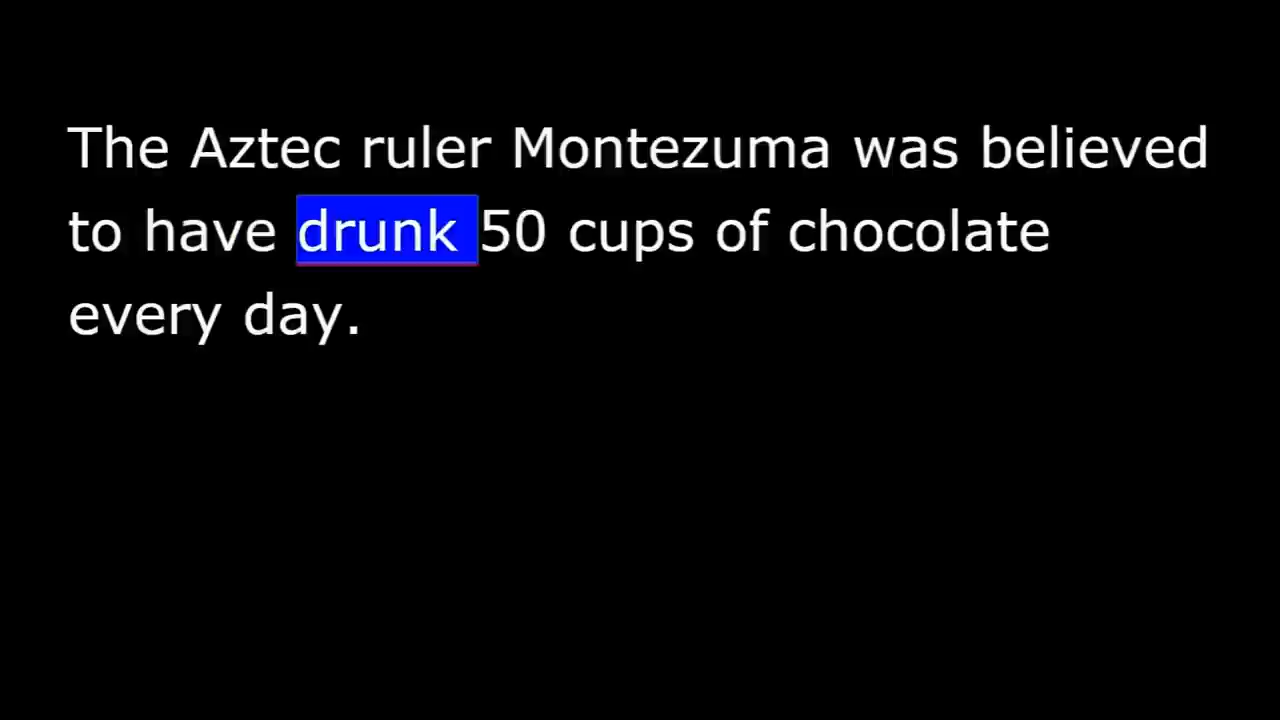 The Aztec ruler Montezuma was believed
to have drunk 50 cups of chocolate
every day.